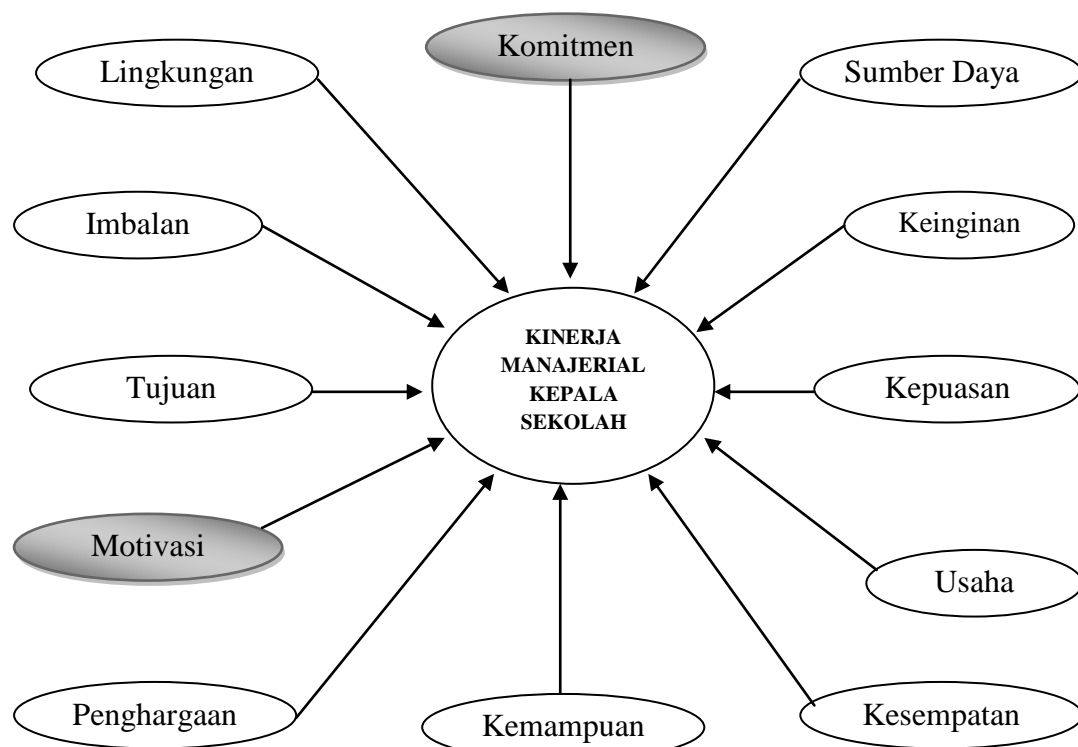 Komitmen
Lingkungan
Sumber Daya
Imbalan
Keinginan
KINERJA
MANAJERIAL
KEPALA
SEKOLAH
Tujuan
Kepuasan
Motivasi
Usaha
Penghargaan
Kemampuan
Kesempatan